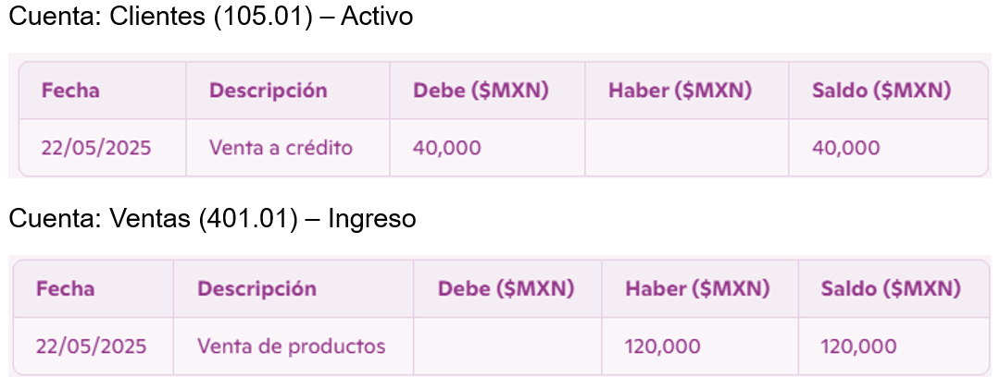 Cuenta: Clientes (105.01) – Activo
Fecha Descripción Debe ($MXN) Haber ($MXN) Saldo ($MXN)
22/05/2025 Venta a crédito 40,000 40,000
Cuenta: Ventas (401.01) – Ingreso
Fecha Descripción Debe ($MXN) Haber ($MXN) Saldo ($MXN)
22/05/2025 Venta de productos 120,000 120,000